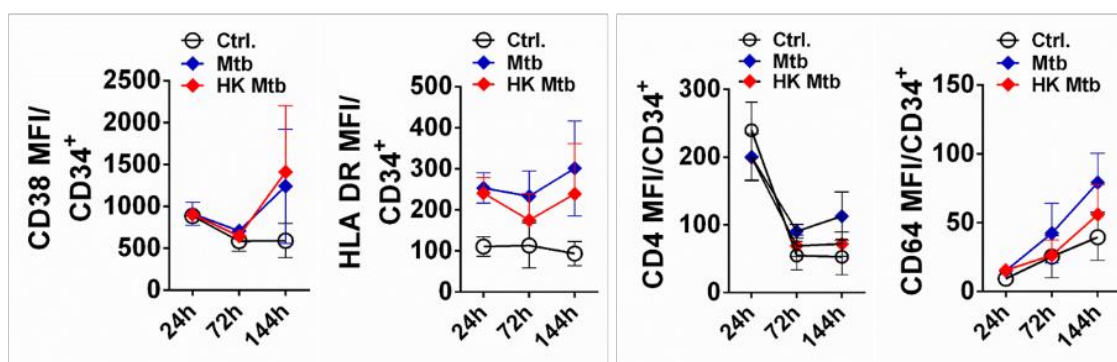 Ctrl.
Mtb
HK Mtb
CD38 MFI/
CD34+
2500
2000
1500
1000
500
0
24h
72h
144h
Ctrl.
Mtb
HK Mtb
HLA DR MFI/
CD34+
500
400
300
200
100
0
24h
72h
144h
Ctrl.
Mtb
HK Mtb
CD4 MFI/CD34+
300
200
100
0
24h
72h
144h
Ctrl.
Mtb
HK Mtb
CD64 MFI/CD34+
150
100
50
0
24h
72h
144h